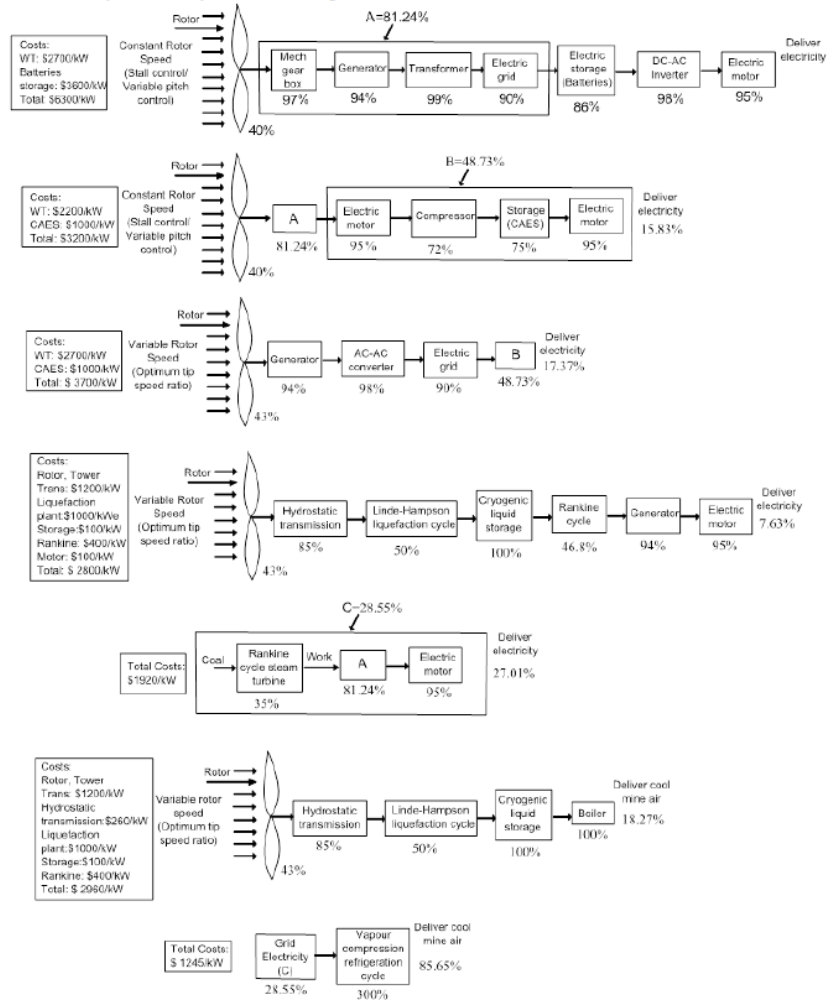 A=81.24%
Rotor
Costs:
WT: $2700/kW
Batteries
storage: $3600/kW
Total: $6300/kW
Constant Rotor
Speed
(Stall control/
Variable pitch
control)
40%
Mech
gear
box
97%
Generator
94%
Transformer
99%
Electric
grid
90%
Electric
storage
(Batteries)
86%
DC-AC
Inverter
98%
Electric
motor
95%
Deliver
electricity
B=48.73%
Rotor
Costs:
WT: $2200/kW
CAES: $1000/kW
Total: $3200/kW
Constant Rotor
Speed
(Stall control/
Variable pitch
control)
40%
A
81.24%
Electric
motor
95%
Compressor
72%
Storage
(CAES)
75%
Electric
motor
95%
Deliver
electricity
15.83%
Rotor
Costs:
WT: $2700/kW
CAES: $1000/kW
Total: $ 3700/kW
Variable Rotor
Speed
(Optimum tip
speed ratio)
43%
Generator
94%
AC-AC
converter
98%
Electric
grid
90%
B
48.73%
Deliver
electricity
17.37%
Rotor
Costs:
Rotor, Tower
Trans: $1200/kW
Liquefaction
plant:$1000/kWe
Storage:$100/kW
Rankine: $400/kW
Motor: $100/kW
Total: $ 2800/kW
Variable Rotor
Speed
(Optimum tip
speed ratio)
43%
Hydrostatic
transmission
85%
Linde-Hampson
liquefaction cycle
50%
Cryogenic
liquid
storage
100%
Rankine
cycle
46.8%
Generator
94%
Electric
motor
95%
Deliver
electricity
7.63%
C=28.55%
Total Costs:
$1920/kW
Coal
Rankine
cycle steam
turbine
35%
Work
A
81.24%
Electric
motor
95%
Deliver
electricity
27.01%
Rotor
Costs:
Rotor, Tower
Trans: $1200/kW
Hydrostatic
transmission:$260/kW
Liquefaction
plant:$1000/kW
Storage:$100/kW
Rankine: $400/kW
Total: $ 2960/kW
Variable rotor
speed
(Optimum tip
speed ratio)
43%
Hydrostatic
transmission
85%
Linde-Hampson
liquefaction cycle
50%
Cryogenic
liquid
storage
100%
Boiler
100%
Deliver cool
mine air
18.27%
Total Costs:
$ 1245/kW
Grid
Electricity
(C)
28.55%
Vapour
compression
refrigeration
cycle
300%
Deliver cool
mine air
85.65%